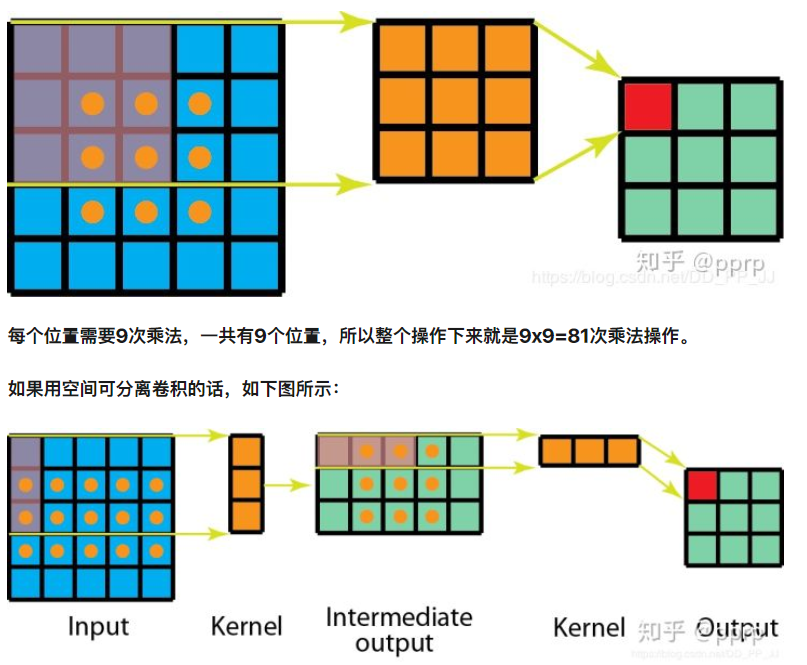 知乎 @pprp
https://blog.csdn.net/DD_PP_JJ
每个位置需要9次乘法，一共有9个位置，所以整个操作下来就是9x9=81次乘法操作。
如果用空间可分离卷积的话，如下图所示：
Input
Kernel
Intermediate
output
Kernel
Output
知乎 @pprp
https://blog.csdn.net/DD_PP_JJ